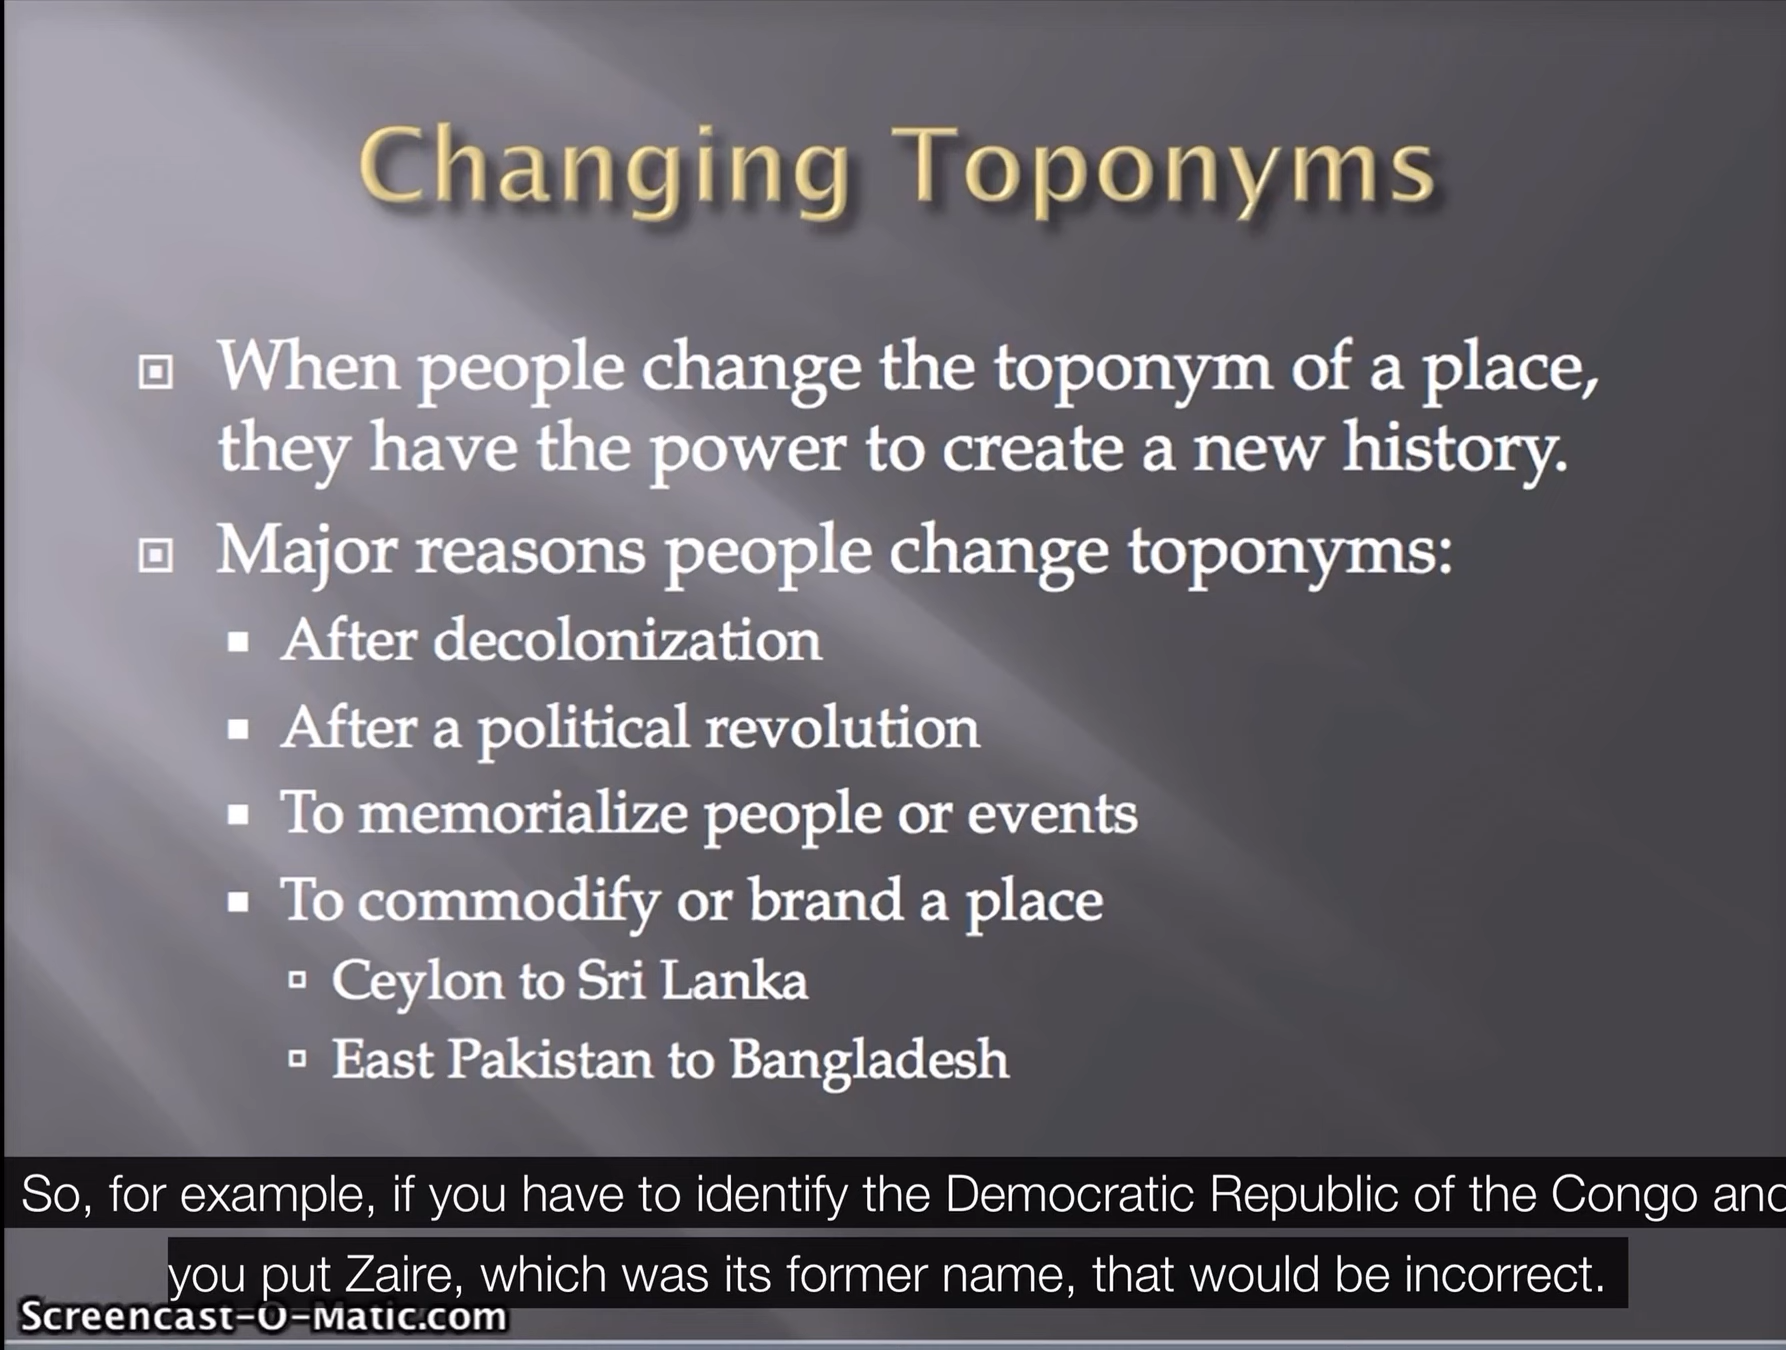 Changing Toponyms
When people change the toponym of a place,
they have the power to create a new history.
Major reasons people change toponyms:
After decolonization
After a political revolution
To memorialize people or events
To commodify or brand a place
Ceylon to Sri Lanka
East Pakistan to Bangladesh
So, for example, if you have to identify the Democratic Republic of the Congo and
you put Zaire, which was its former name, that would be incorrect.
Screencast-O-Matic.com